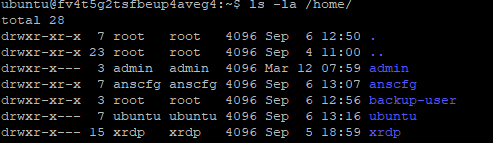 ubuntu@fv4t5g2tsfbeup4aveg4:~$ ls -la /home/
total 28
drwxr-xr-x  7 root   root   4096 Sep  6 12:50 .
drwxr-xr-x 23 root   root   4096 Sep  4 11:00 ..
drwxr-x---  3 admin  admin  4096 Mar 12 07:59 admin
drwxr-xr-x  7 anscfg anscfg 4096 Sep  6 13:07 anscfg
drwxr-xr-x  3 root   root   4096 Sep  6 12:56 backup-user
drwxr-x---  7 ubuntu ubuntu 4096 Sep  6 13:16 ubuntu
drwxr-x--- 15 xrdp   xrdp   4096 Sep  5 18:59 xrdp